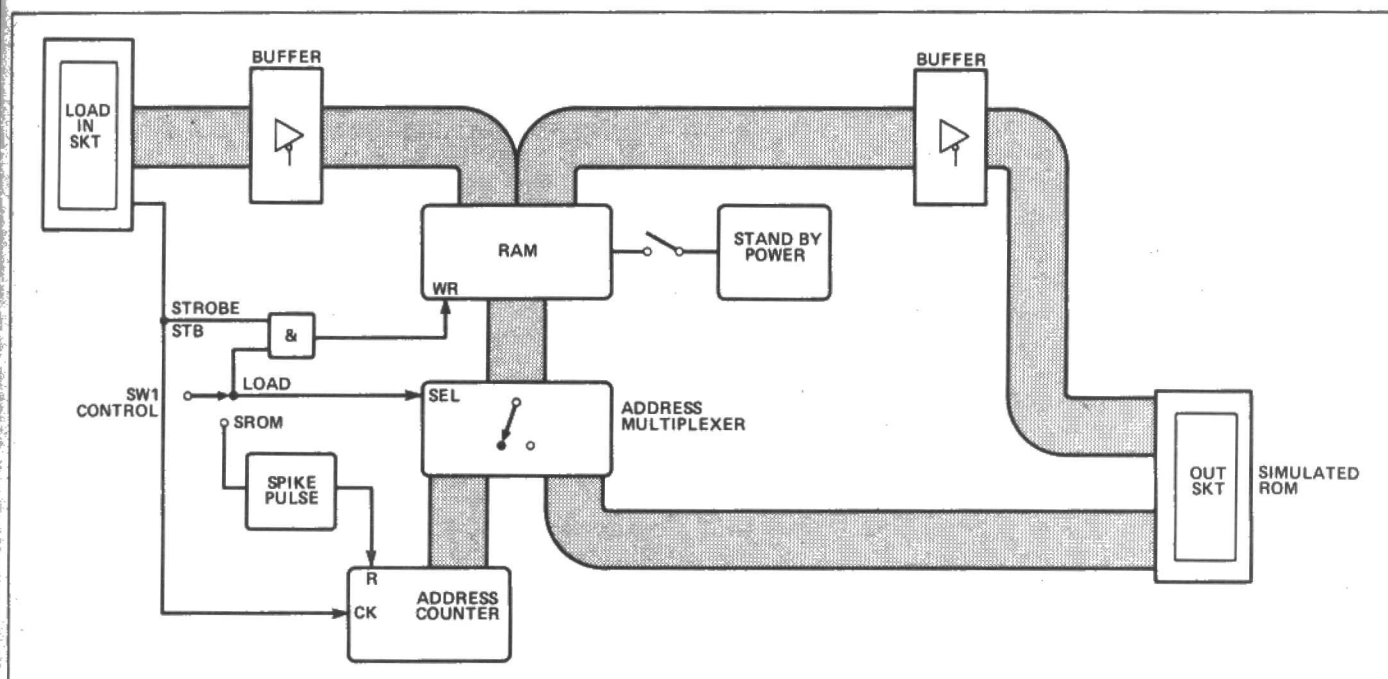 BUFFER
BUFFER
LOAD
IN
SKT
RAM
WR
STAND BY
POWER
STROBE
STB
&
SW1
CONTROL
LOAD
SEL
ADDRESS
MULTIPLEXER
SROM
SPIKE
PULSE
OUT
SKT
SIMULATED
ROM
R
CK
ADDRESS
COUNTER